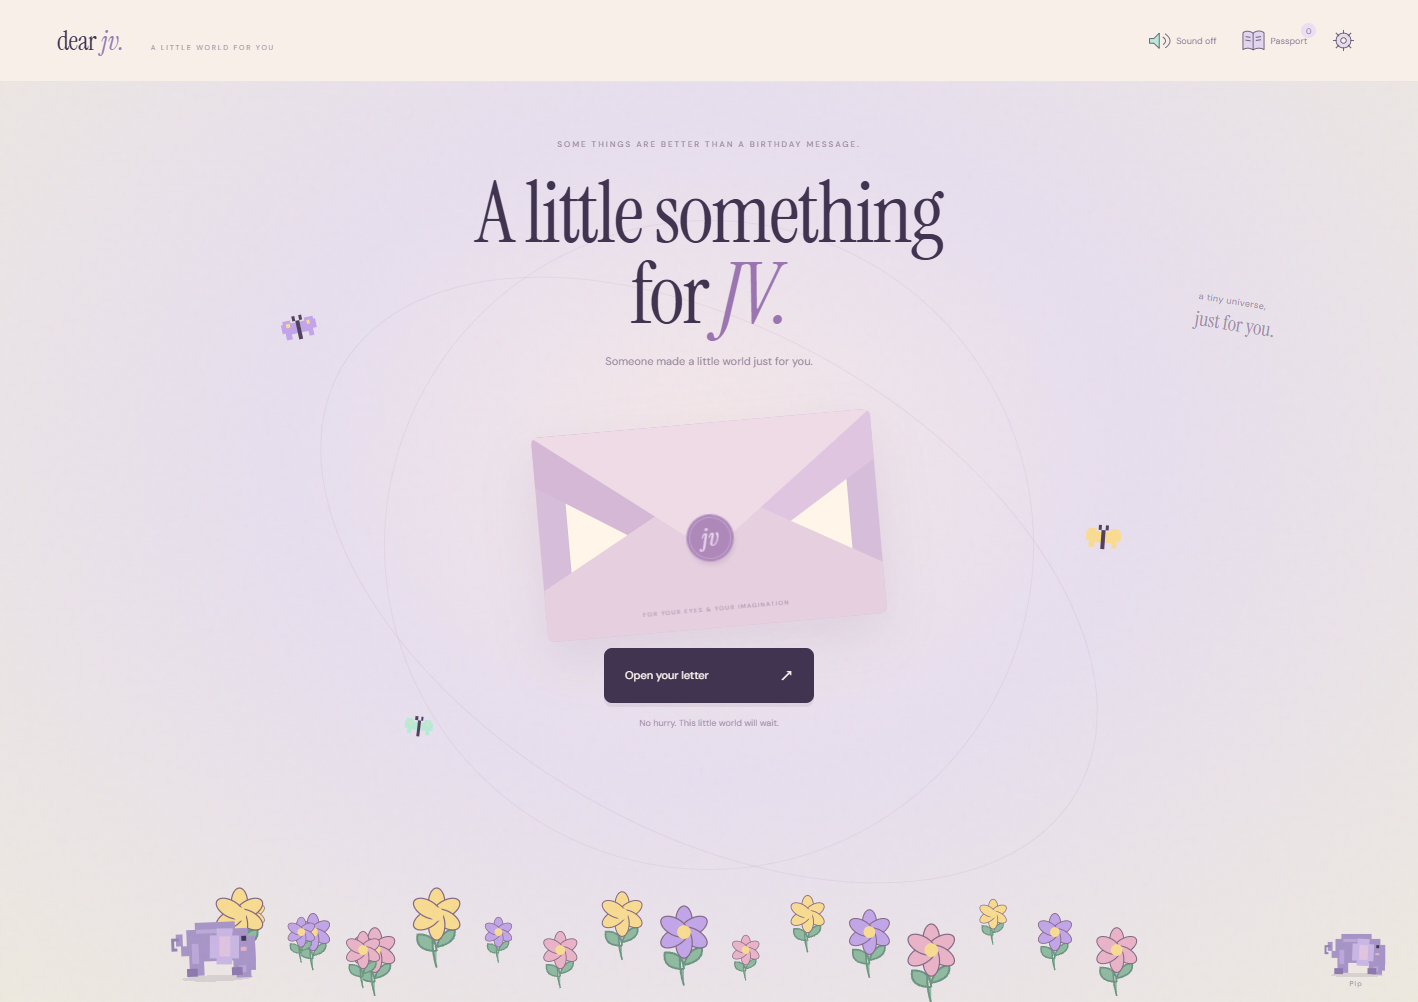 dear jv.
A LITTLE WORLD FOR YOU
Sound off
Passport
0
SOME THINGS ARE BETTER THAN A BIRTHDAY MESSAGE.
A little something
for JV.
a tiny universe,
just for you.
Someone made a little world just for you.
jv
FOR YOUR EYES & YOUR IMAGINATION
Open your letter ↗
No hurry. This little world will wait.
Pip